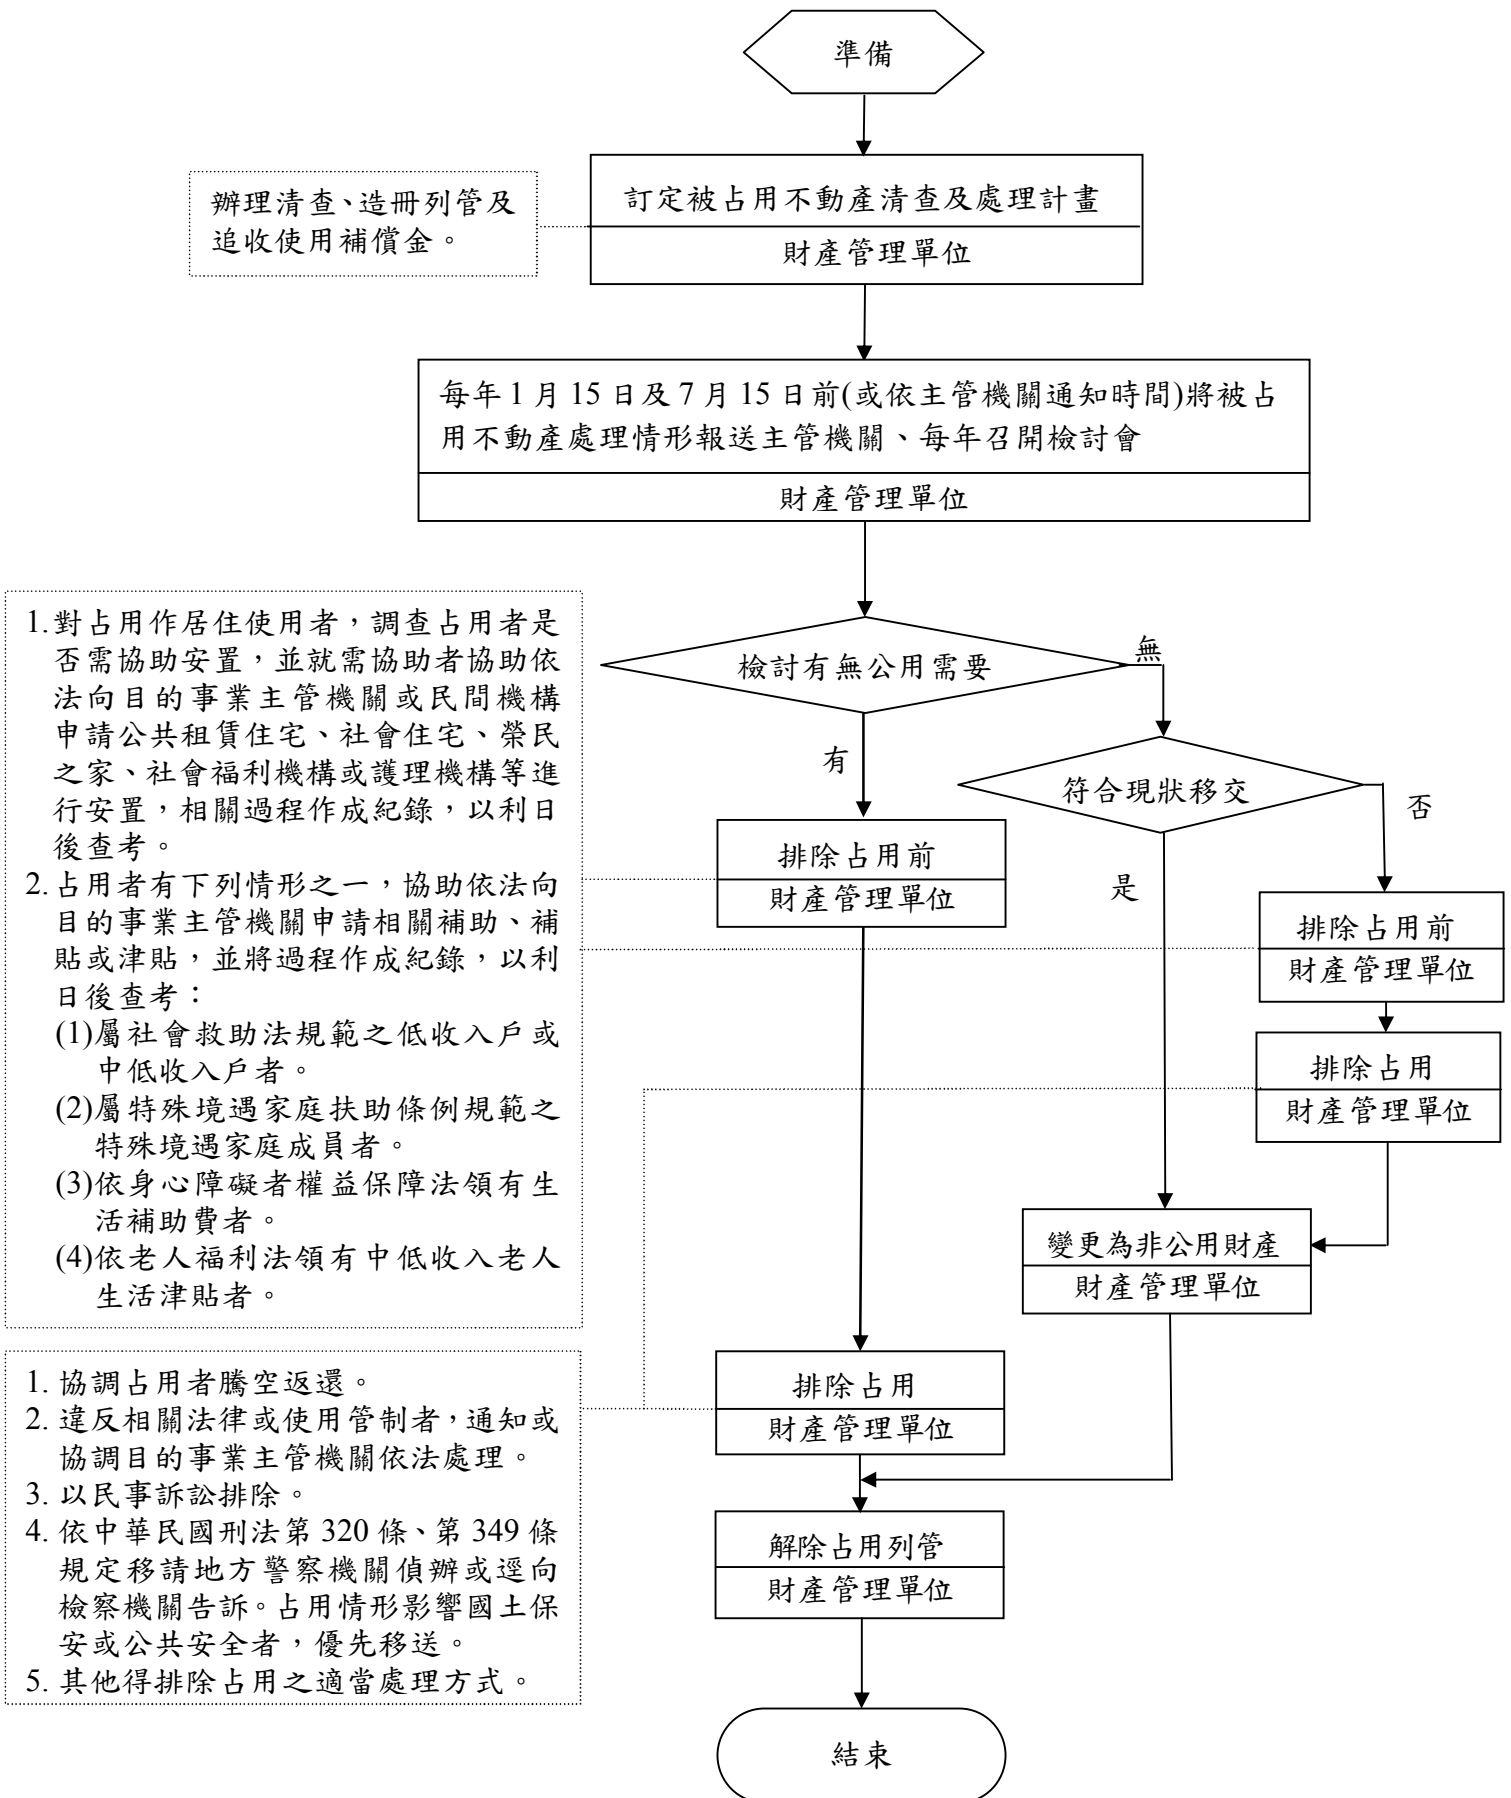 準備
訂定被占用不動產清查及處理計畫
財產管理單位
辦理清查、造冊列管及
追收使用補償金。
每年 1 月 15 日及 7 月 15 日前(或依主管機關通知時間)將被占
用不動產處理情形報送主管機關、每年召開檢討會
財產管理單位
檢討有無公用需要
無
有
符合現狀移交
否
是
1.對占用作居住使用者，調查占用者是
否需協助安置，並就需協助者協助依
法向目的事業主管機關或民間機構
申請公共租賃住宅、社會住宅、榮民
之家、社會福利機構或護理機構等進
行安置，相關過程作成紀錄，以利日
後查考。
2.占用者有下列情形之一，協助依法向
目的事業主管機關申請相關補助、補
貼或津貼，並將過程作成紀錄，以利
日後查考：
(1)屬社會救助法規範之低收入戶或
中低收入戶者。
(2)屬特殊境遇家庭扶助條例規範之
特殊境遇家庭成員者。
(3)依身心障礙者權益保障法領有生
活補助費者。
(4)依老人福利法領有中低收入老人
生活津貼者。
排除占用前
財產管理單位
排除占用前
財產管理單位
排除占用
財產管理單位
變更為非公用財產
財產管理單位
1. 協調占用者騰空返還。
2. 違反相關法律或使用管制者，通知或
協調目的事業主管機關依法處理。
3. 以民事訴訟排除。
4. 依中華民國刑法第 320 條、第 349 條
規定移請地方警察機關偵辦或逕向
檢察機關告訴。占用情形影響國土保
安或公共安全者，優先移送。
5. 其他得排除占用之適當處理方式。
排除占用
財產管理單位
解除占用列管
財產管理單位
結束